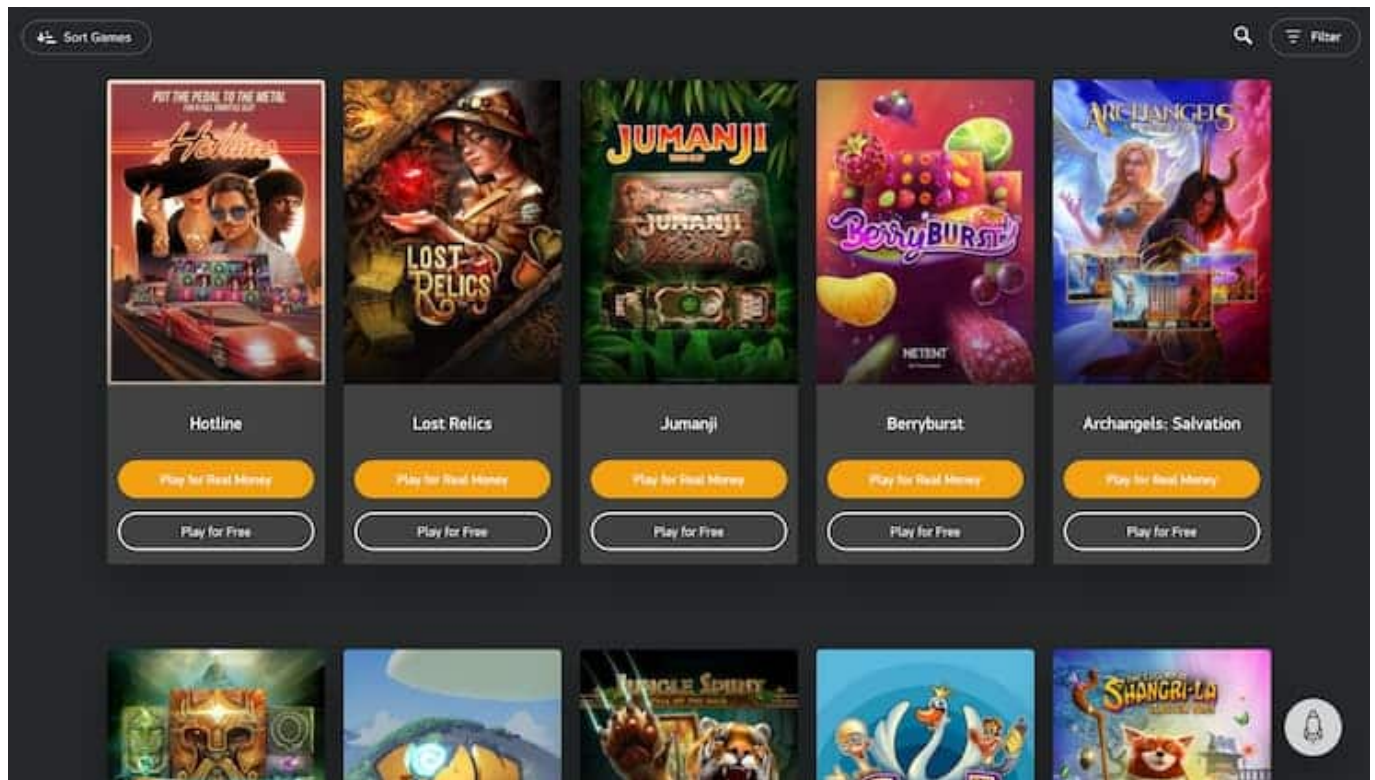 Sort Games
Filter
PUT THE PEDAL TO THE METAL
Hotline
LOST
RELICS
JUMANJI
JUMANJI
BerryBURST
NETENT
ARCHANGELS
Hotline
Lost Relics
Jumanji
Berryburst
Archangels: Salvation
Play for Real Money
Play for Real Money
Play for Real Money
Play for Real Money
Play for Real Money
Play for Free
Play for Free
Play for Free
Play for Free
Play for Free
JUNGLE SPIRIT
SHANGRI-LA